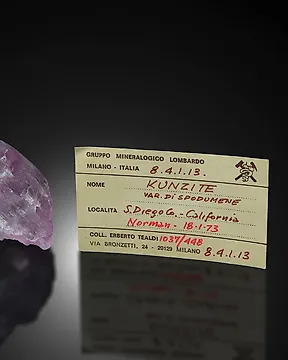 GRUPPO MINERALOGICO LOMBARDO
MILANO - ITALIA 8.4.1.13.
NOME KUNZITE
VAR. DI SPODUMENE
LOCALITÀ S. Diego Co. - California
Norman - 18-1-73
COLL. ERBERTO TEALDI 1037/448
VIA BRONZETTI, 24 - 20129 MILANO 8.4.1.13